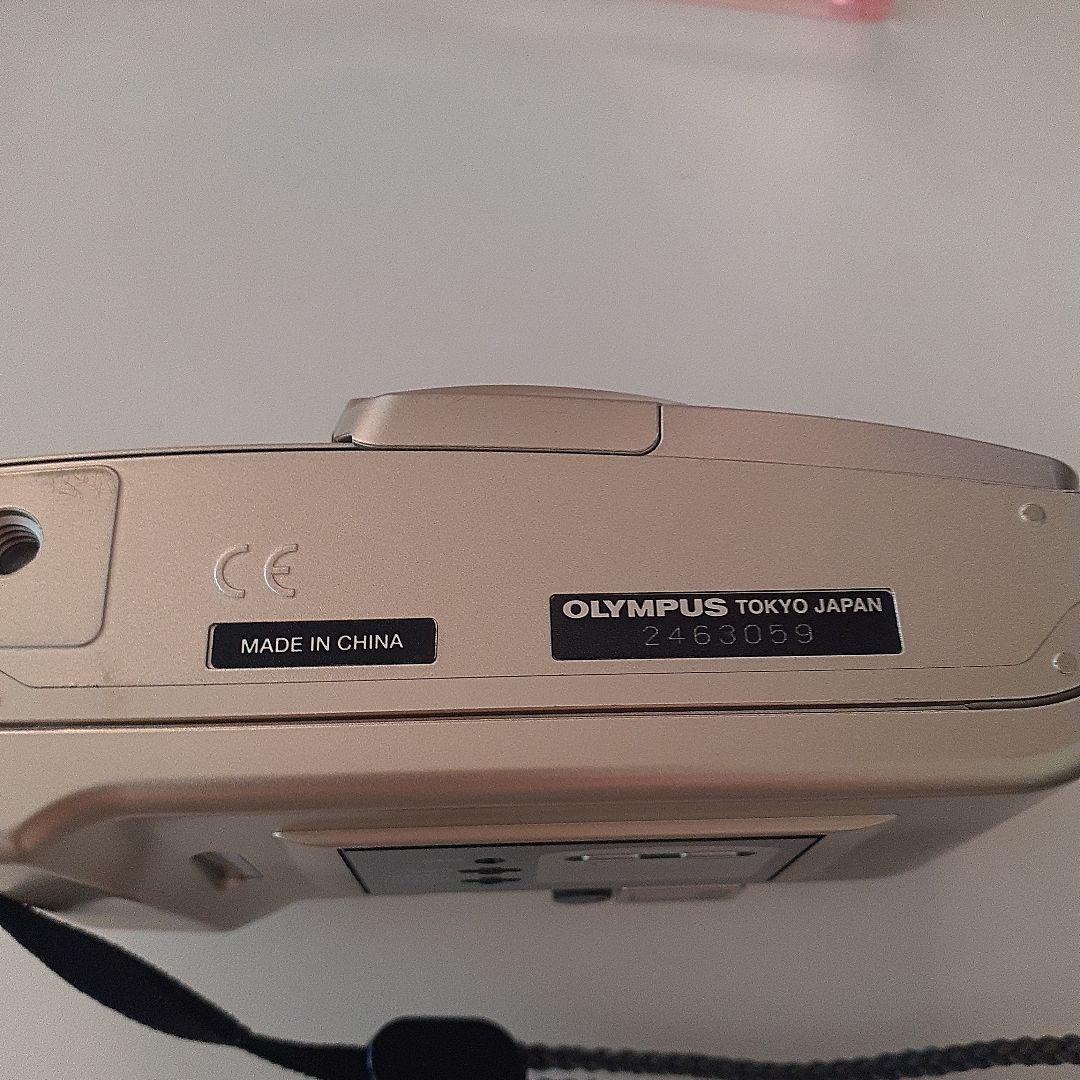 CE
MADE IN CHINA
OLYMPUS TOKYO JAPAN
2463059